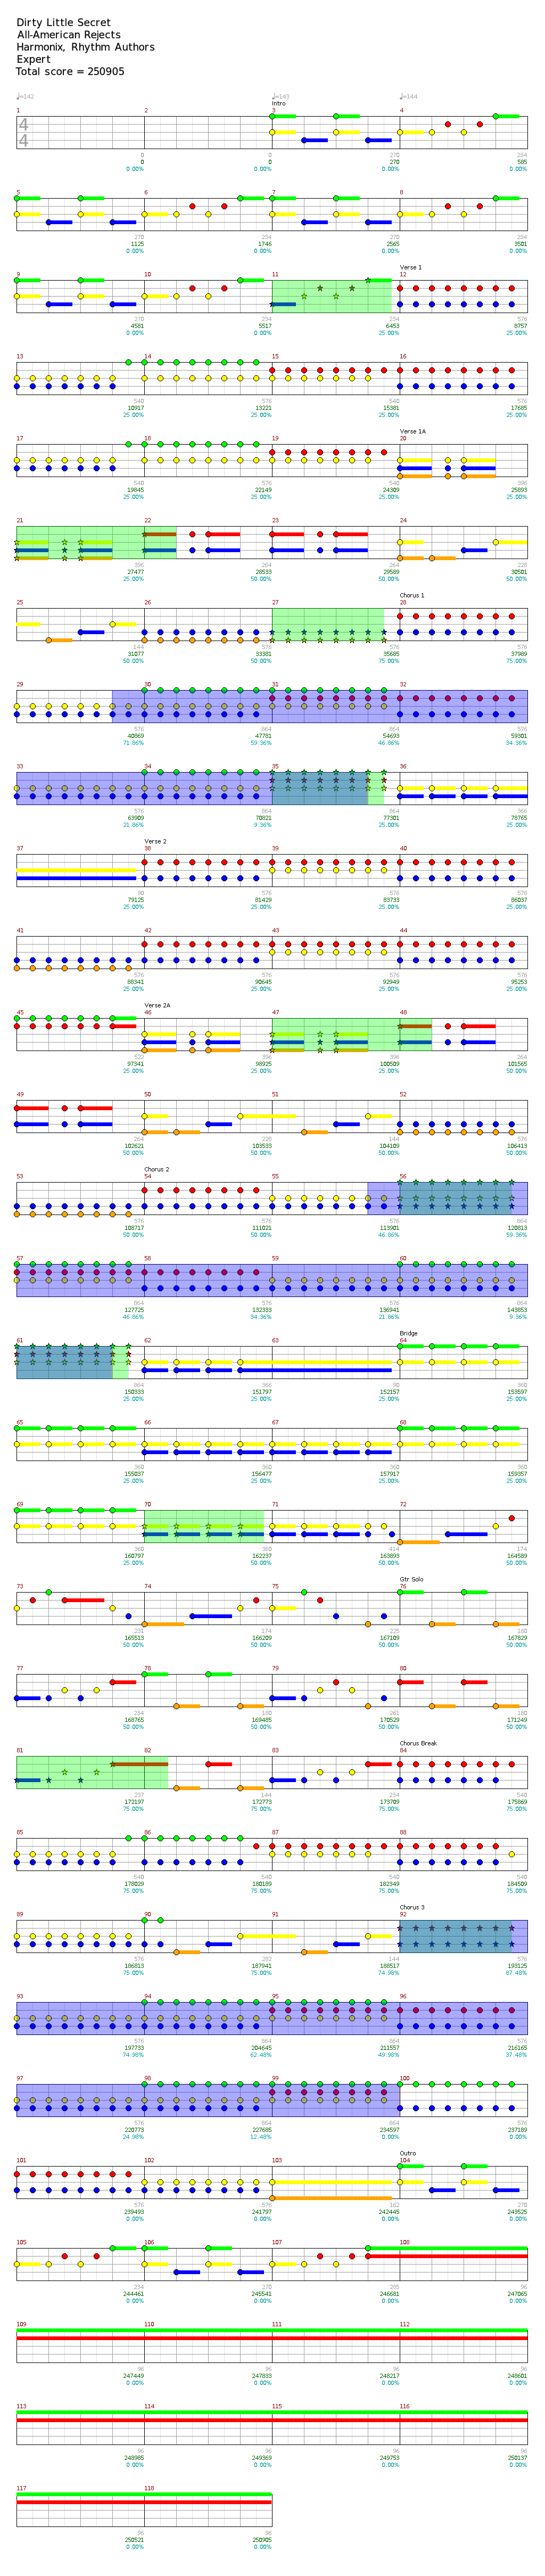 Dirty Little Secret
All-American Rejects
Harmonix, Rhythm Authors
Expert
Total score = 250905
♩=142 ♩=143 ♩=144
Intro
1 2 3 4
4
4
0 0 270 234
0 0 270 585
0.00% 0.00% 0.00% 0.00%
5 6 7 8
270 234 270 234
1125 1746 2565 3501
0.00% 0.00% 0.00% 0.00%
Verse 1
9 10 11 12
270 234 234 576
4581 5517 6453 8757
0.00% 0.00% 25.00% 25.00%
13 14 15 16
540 576 540 576
10917 13221 15381 17685
25.00% 25.00% 25.00% 25.00%
Verse 1A
17 18 19 20
540 576 540 396
19845 22149 24309 25893
25.00% 25.00% 25.00% 25.00%
21 22 23 24
396 264 264 228
27477 28533 29589 30501
25.00% 50.00% 50.00% 50.00%
Chorus 1
25 26 27 28
144 576 576 576
31077 33381 35685 37989
50.00% 50.00% 75.00% 75.00%
29 30 31 32
576 864 864 576
40869 47781 54693 59301
71.86% 59.36% 46.86% 34.36%
33 34 35 36
576 864 864 366
63909 70821 77301 78765
21.86% 9.36% 25.00% 25.00%
Verse 2
37 38 39 40
90 576 576 576
79125 81429 83733 86037
25.00% 25.00% 25.00% 25.00%
41 42 43 44
576 576 576 576
88341 90645 92949 95253
25.00% 25.00% 25.00% 25.00%
Verse 2A
45 46 47 48
522 396 396 264
97341 98925 100509 101565
25.00% 25.00% 50.00% 50.00%
49 50 51 52
264 228 144 576
102621 103533 104109 106413
50.00% 50.00% 50.00% 50.00%
Chorus 2
53 54 55 56
576 576 576 864
108717 111021 113901 120813
50.00% 50.00% 46.86% 59.36%
57 58 59 60
864 576 576 864
127725 132333 136941 143853
46.86% 34.36% 21.86% 9.36%
Bridge
61 62 63 64
864 366 90 360
150333 151797 152157 153597
25.00% 25.00% 25.00% 25.00%
65 66 67 68
360 360 360 360
155037 156477 157917 159357
25.00% 25.00% 25.00% 25.00%
69 70 71 72
360 360 414 174
160797 162237 163893 164589
25.00% 50.00% 50.00% 50.00%
Gtr Solo
73 74 75 76
231 174 225 180
165513 166209 167109 167829
50.00% 50.00% 50.00% 50.00%
77 78 79 80
234 180 261 180
168765 169485 170529 171249
50.00% 50.00% 50.00% 50.00%
Chorus Break
81 82 83 84
237 144 234 540
172197 172773 173709 175869
75.00% 75.00% 75.00% 75.00%
85 86 87 88
540 540 540 540
178029 180189 182349 184509
75.00% 75.00% 75.00% 75.00%
Chorus 3
89 90 91 92
576 282 144 576
186813 187941 188517 193125
75.00% 75.00% 74.98% 87.48%
93 94 95 96
576 864 864 576
197733 204645 211557 216165
74.98% 62.48% 49.98% 37.48%
97 98 99 100
576 864 864 576
220773 227685 234597 237189
24.98% 12.48% 0.00% 0.00%
Outro
101 102 103 104
576 576 162 270
239493 241797 242445 243525
0.00% 0.00% 0.00% 0.00%
105 106 107 108
234 270 285 96
244461 245541 246681 247065
0.00% 0.00% 0.00% 0.00%
109 110 111 112
96 96 96 96
247449 247833 248217 248601
0.00% 0.00% 0.00% 0.00%
113 114 115 116
96 96 96 96
248985 249369 249753 250137
0.00% 0.00% 0.00% 0.00%
117 118
96 96
250521 250905
0.00% 0.00%